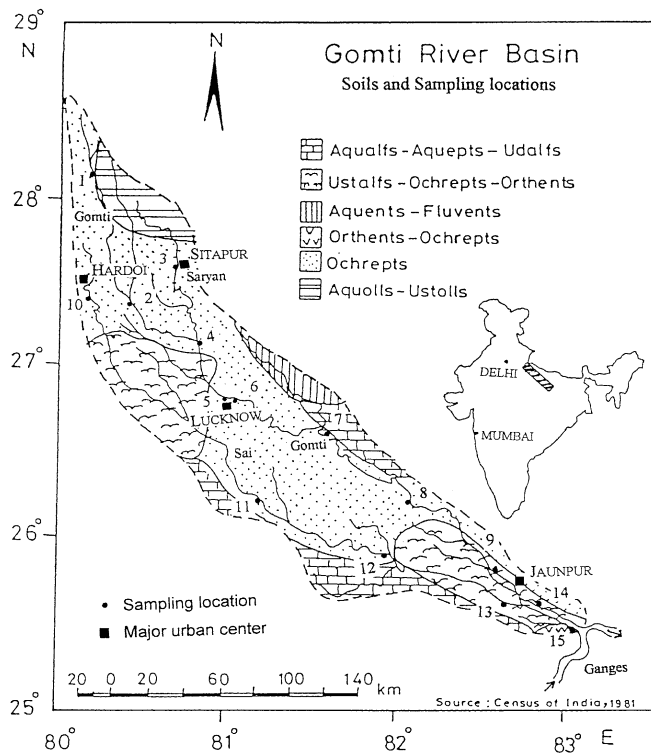 29°
N
28°
27°
26°
25°
N
Gomti River Basin
Soils and Sampling locations
Aqualfs-Aquepts-Udalfs
Ustalfs-Ochrepts-Orthents
Aquents-Fluvents
Orthents-Ochrepts
Ochrepts
Aquolls-Ustolls
1
Gomti
3
SITAPUR
HARDOI
Saryan
10
2
4
6
5
LUCKNOW
7
Gomti
Sai
11
8
9
12
JAUNPUR
13
14
15
Ganges
DELHI
MUMBAI
Sampling location
Major urban center
20 0 20 40 60 80 100 120 140
km
Source : Census of India, 1981
80° 81° 82° 83° E